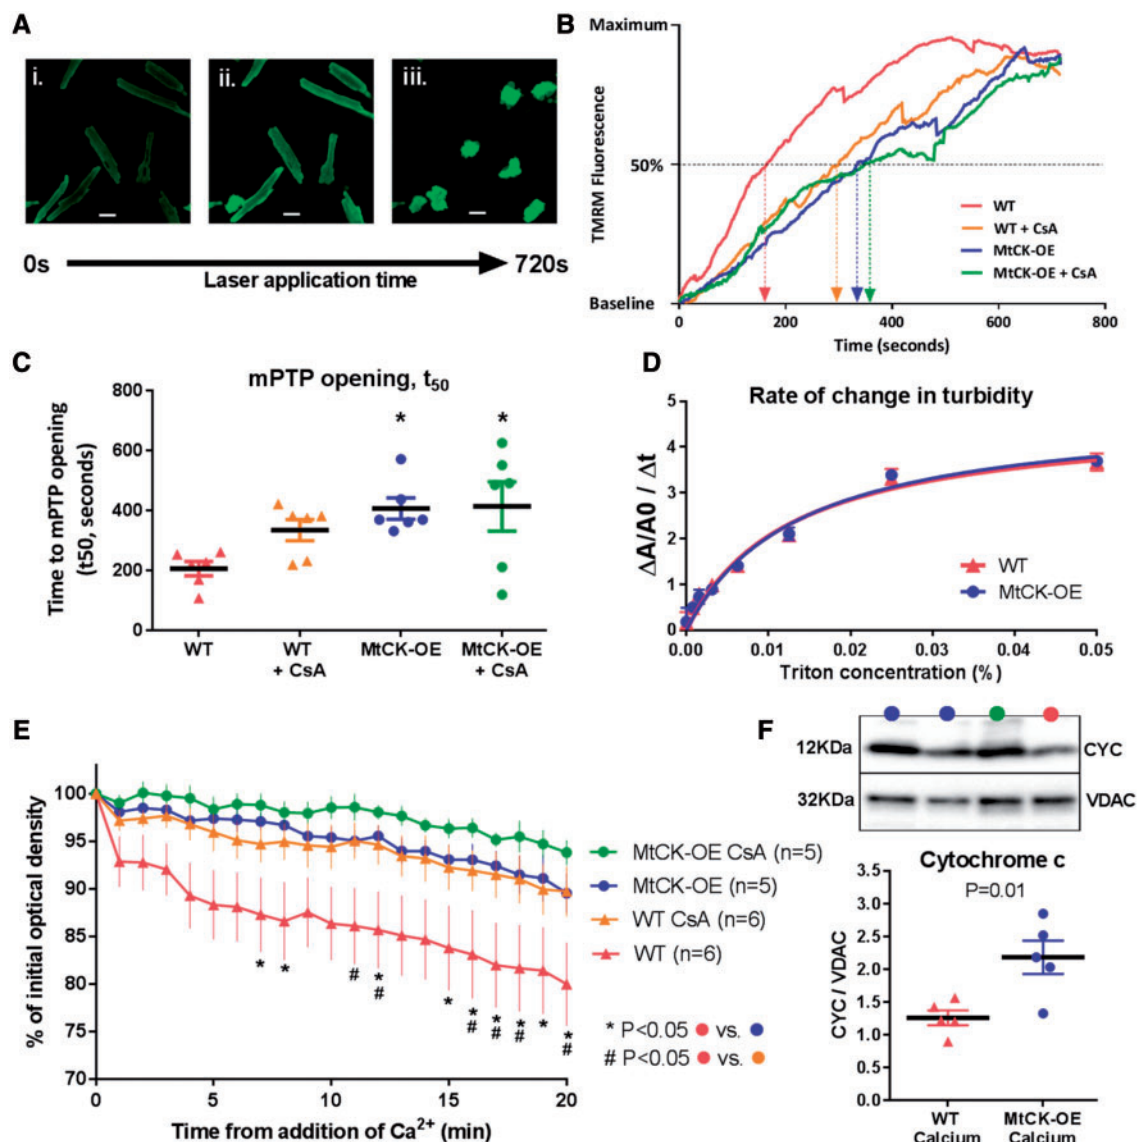 A
i.
ii.
iii.
0s
720s
Laser application time
B
Maximum
50%
Baseline
TMRM Fluorescence
WT
WT + CsA
MtCK-OE
MtCK-OE + CsA
0
200
400
600
800
Time (seconds)
C
mPTP opening, t50
Time to mPTP opening
(t50, seconds)
800
600
400
200
0
*
*
WT
WT
+ CsA
MtCK-OE
MtCK-OE
+ CsA
D
Rate of change in turbidity
ΔA/A0 / Δt
5
4
3
2
1
0
WT
MtCK-OE
0.00
0.01
0.02
0.03
0.04
0.05
Triton concentration (%)
E
% of initial optical density
100
95
90
85
80
75
70
* * # * # * * # * # * # * * #
MtCK-OE CsA (n=5)
MtCK-OE (n=5)
WT CsA (n=6)
WT (n=6)
* P<0.05 vs.
# P<0.05 vs.
0
5
10
15
20
Time from addition of Ca2+ (min)
F
12KDa
CYC
32KDa
VDAC
Cytochrome c
P=0.01
CYC / VDAC
3.5
3.0
2.5
2.0
1.5
1.0
0.5
0.0
WT
Calcium
MtCK-OE
Calcium